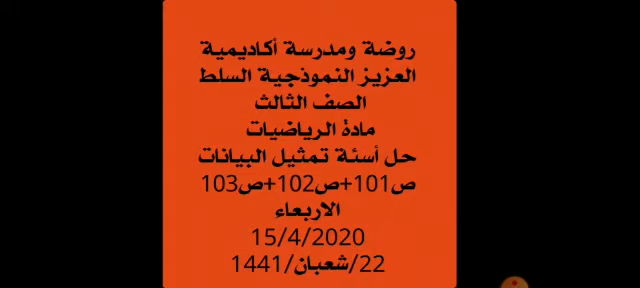 روضة ومدرسة أكاديمية
العزيز النموذجية السلط
الصف الثالث
مادة الرياضيات
حل أسئة تمثيل البيانات
ص101+ص102+ص103
الاربعاء
15/4/2020
22/شعبان/1441